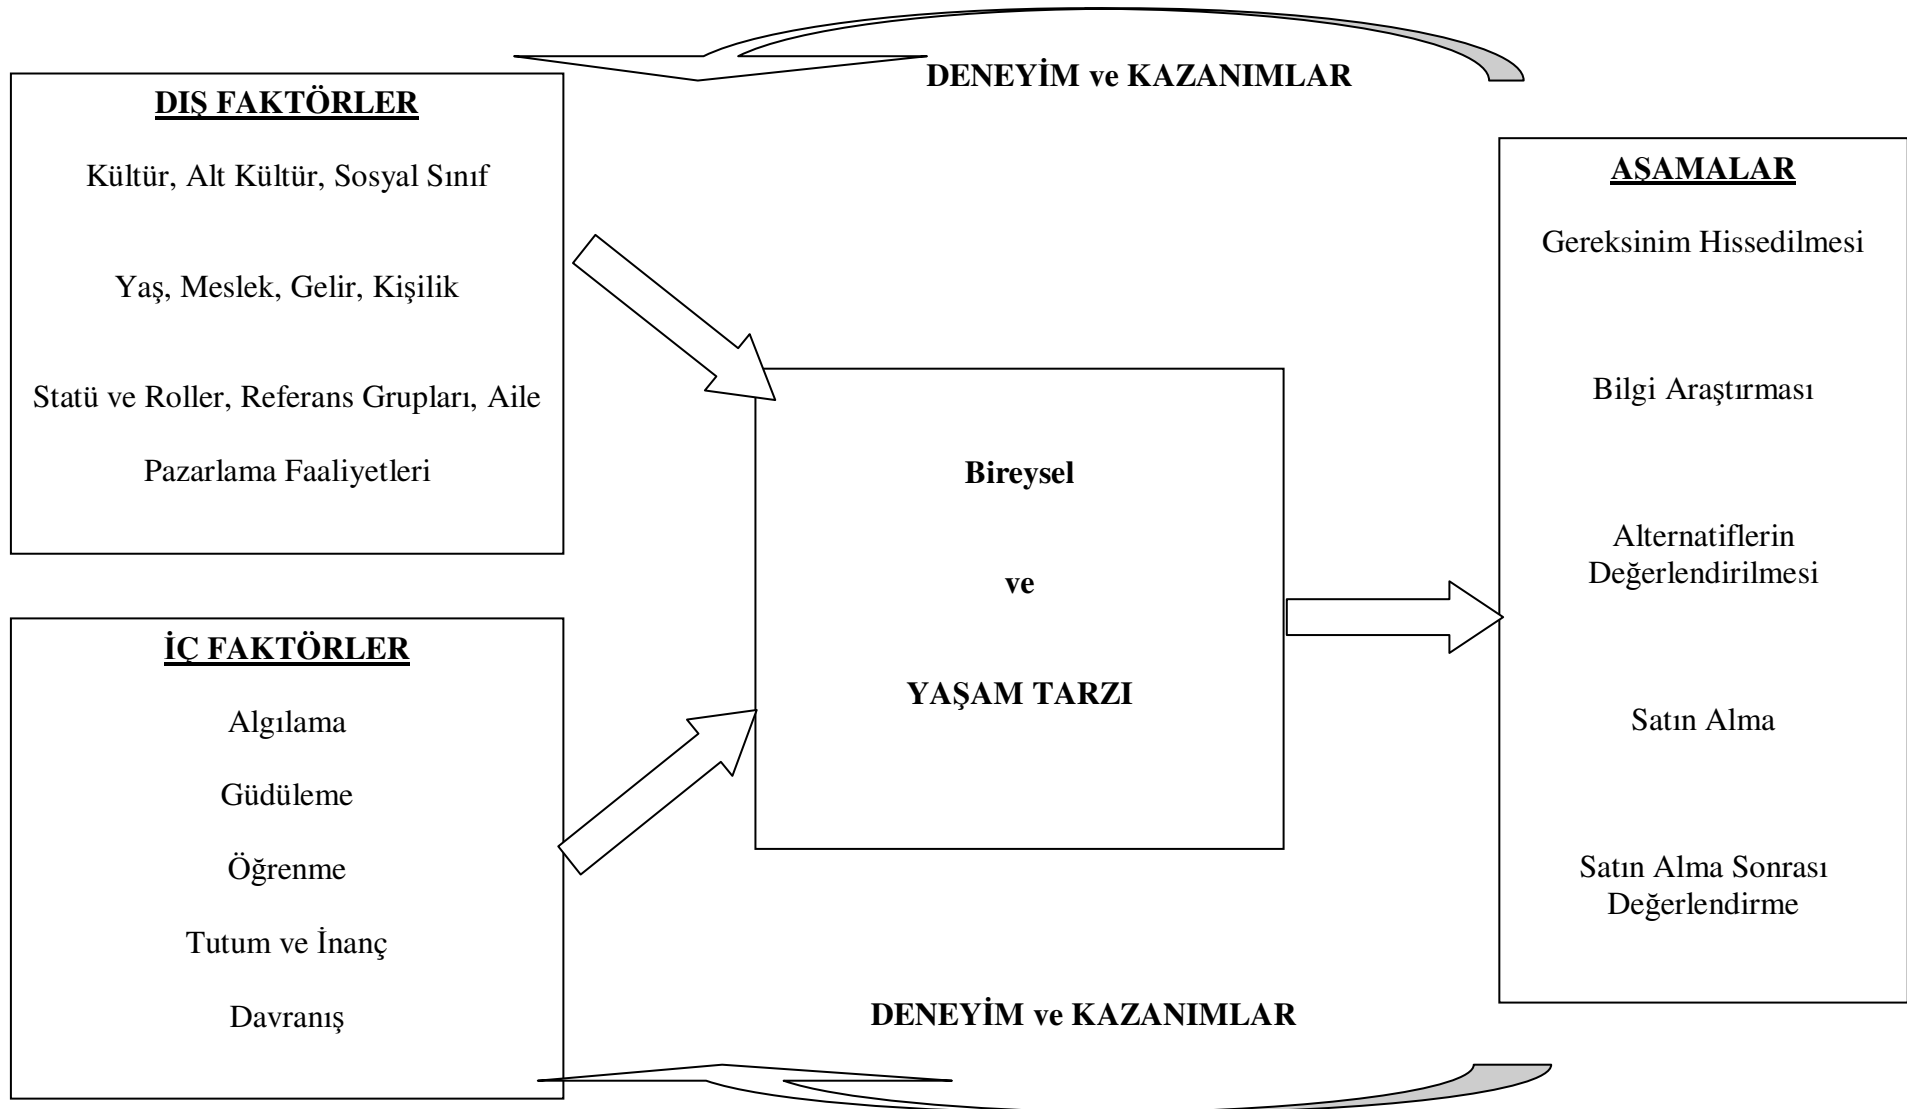 DENEYİM ve KAZANIMLAR
DIŞ FAKTÖRLER
Kültür, Alt Kültür, Sosyal Sınıf
Yaş, Meslek, Gelir, Kişilik
Statü ve Roller, Referans Grupları, Aile
Pazarlama Faaliyetleri
İÇ FAKTÖRLER
Algılama
Güdüleme
Öğrenme
Tutum ve İnanç
Davranış
Bireysel
ve
YAŞAM TARZI
AŞAMALAR
Gereksinim Hissedilmesi
Bilgi Araştırması
Alternatiflerin
Değerlendirilmesi
Satın Alma
Satın Alma Sonrası
Değerlendirme
DENEYİM ve KAZANIMLAR